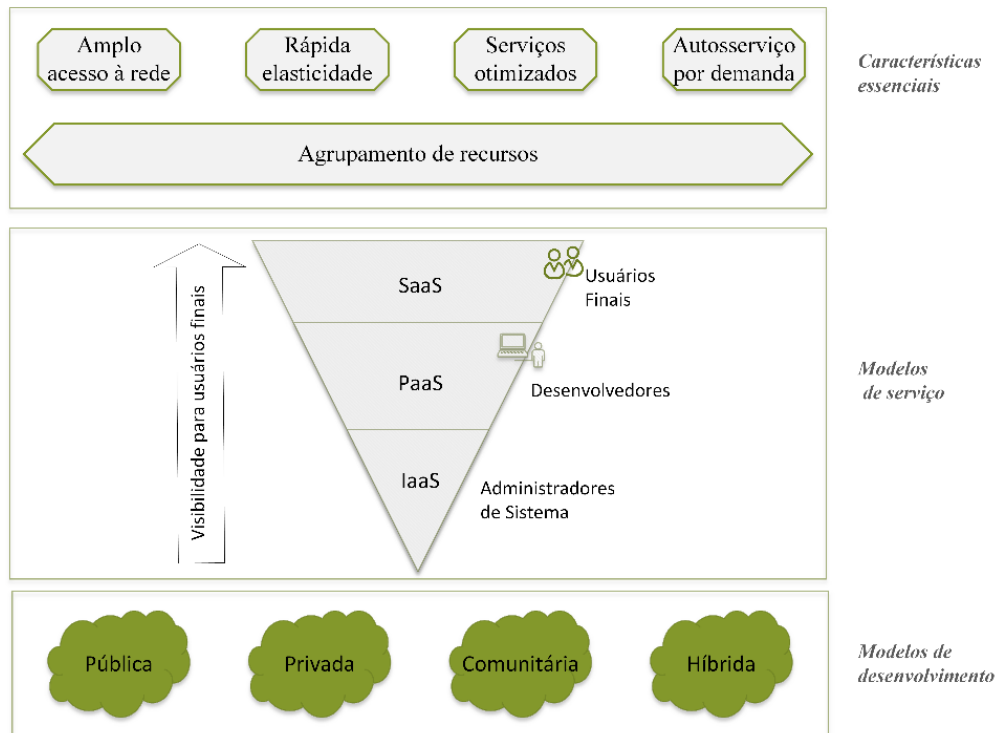 Amplo
acesso à rede
Rápida
elasticidade
Serviços
otimizados
Autosserviço
por demanda
Características
essenciais
Agrupamento de recursos
Visibilidade para usuários finais
SaaS
Usuários
Finais
PaaS
Desenvolvedores
IaaS
Administradores
de Sistema
Modelos
de serviço
Pública
Privada
Comunitária
Híbrida
Modelos de
desenvolvimento